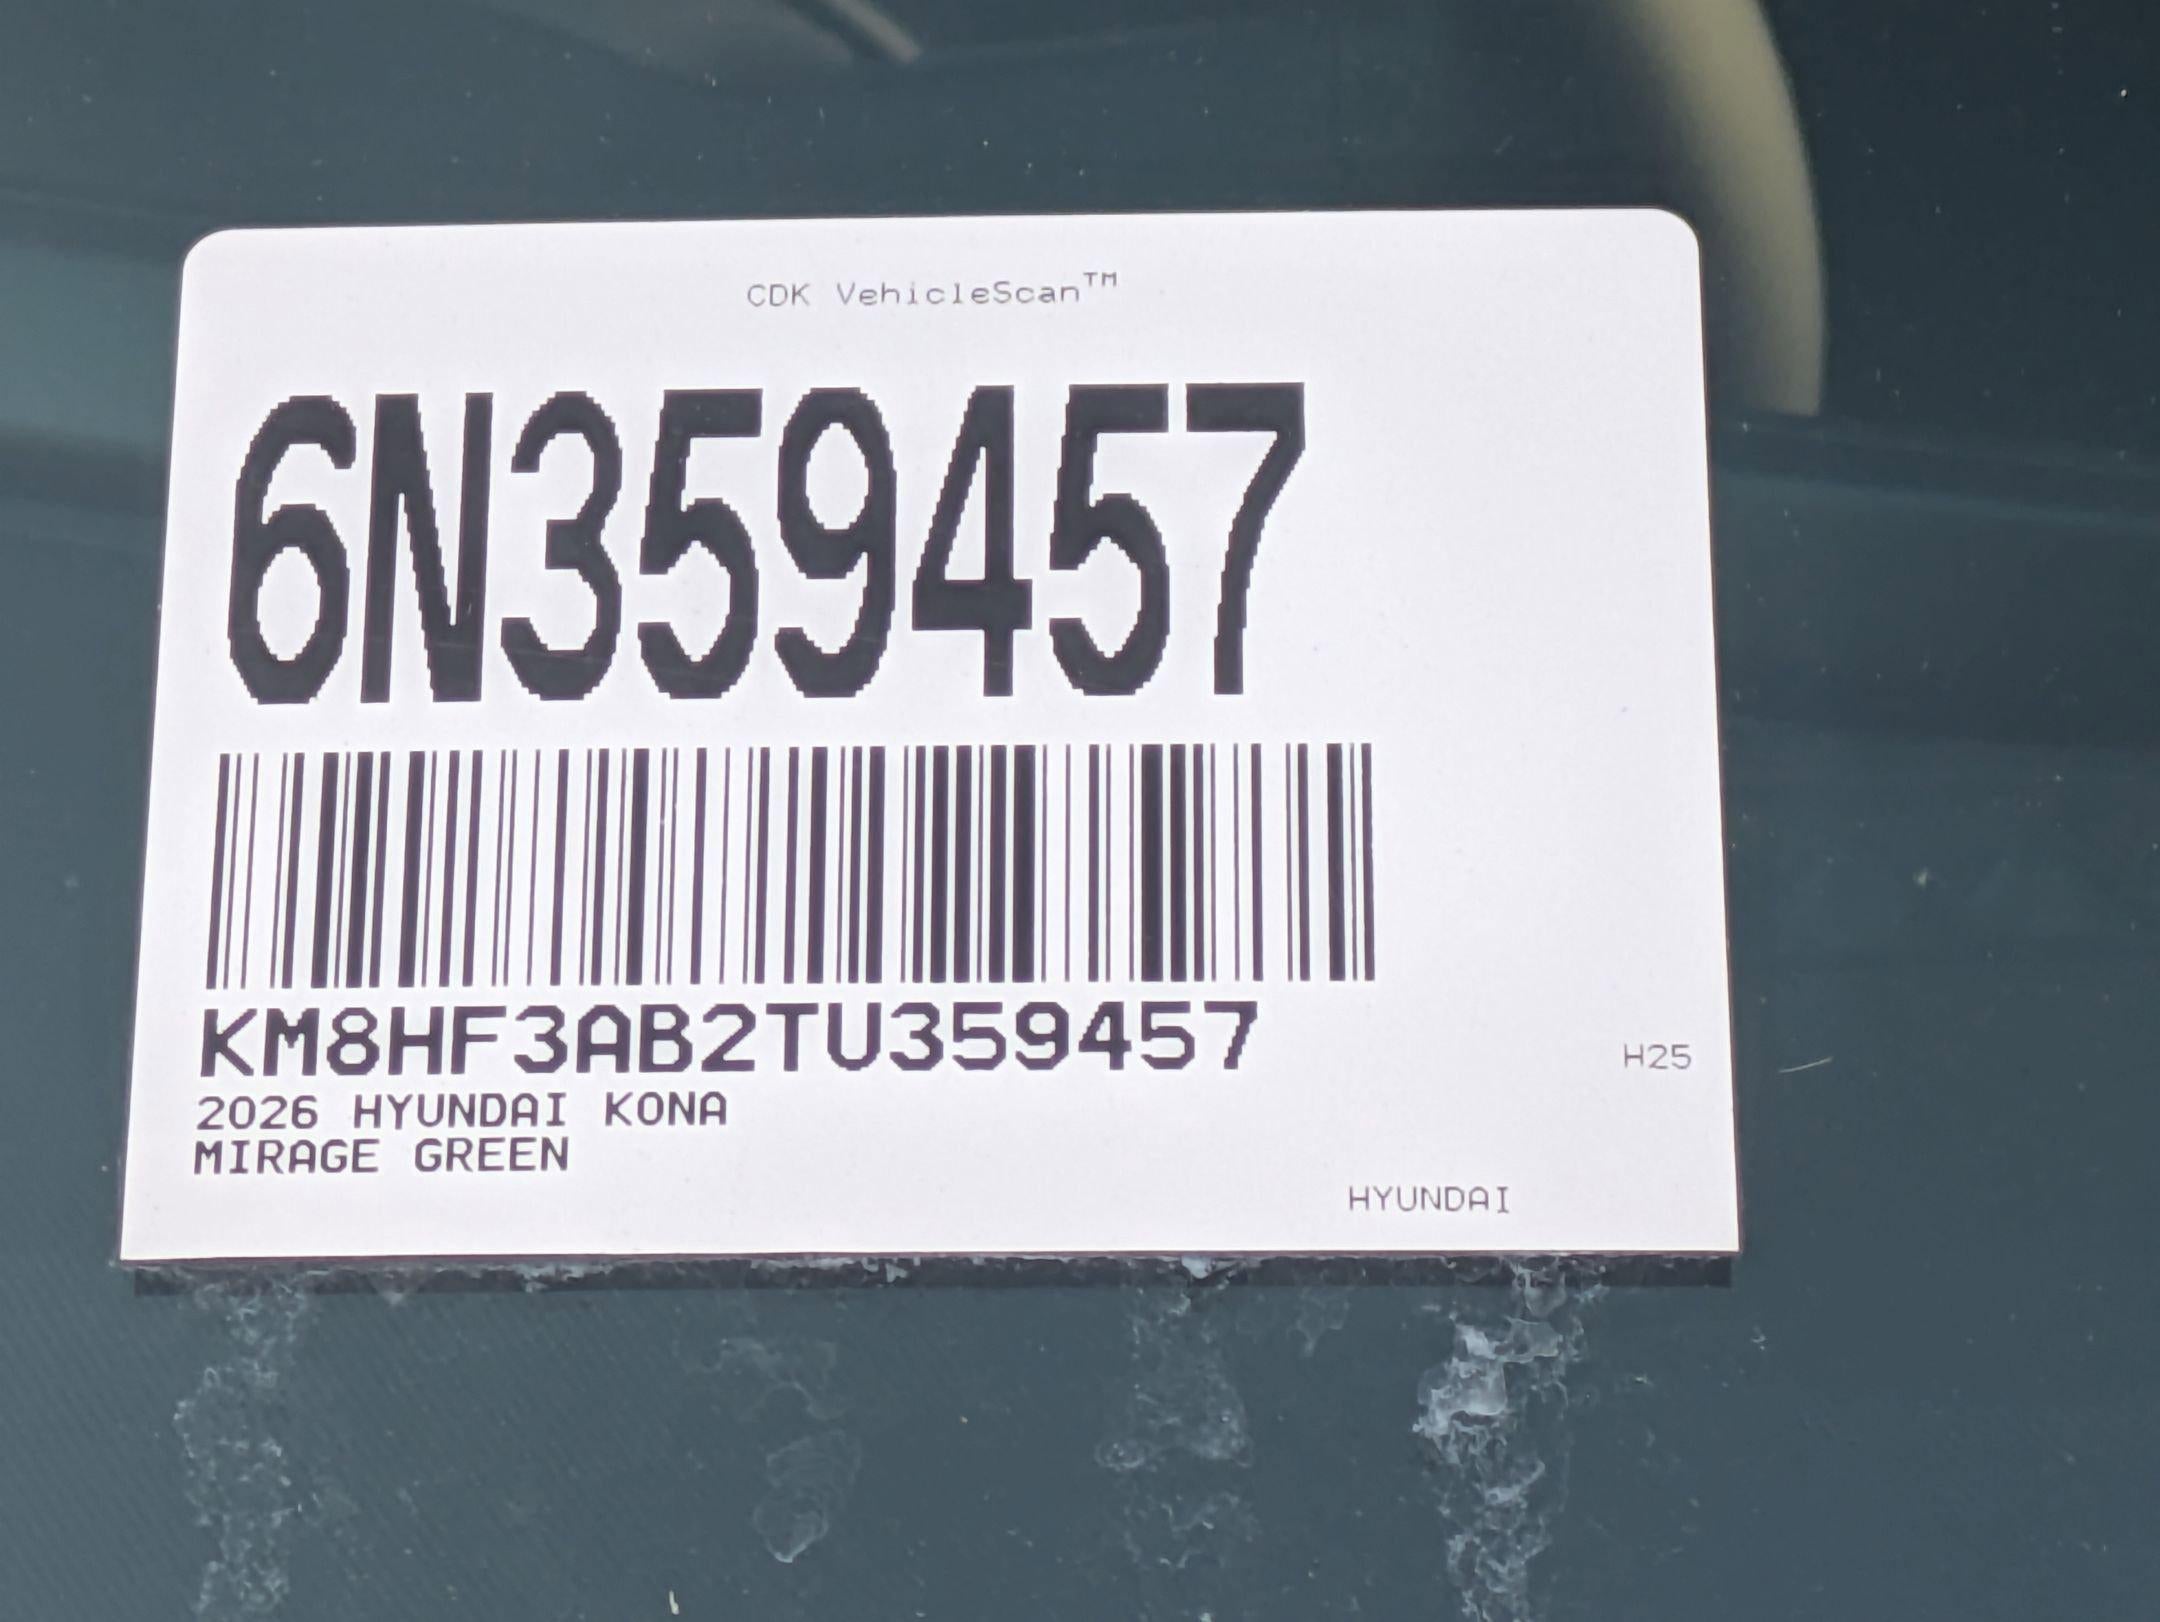 CDK VehicleScan™
6N359457
KM8HF3AB2TU359457
H25
2026 HYUNDAI KONA
MIRAGE GREEN
HYUNDAI